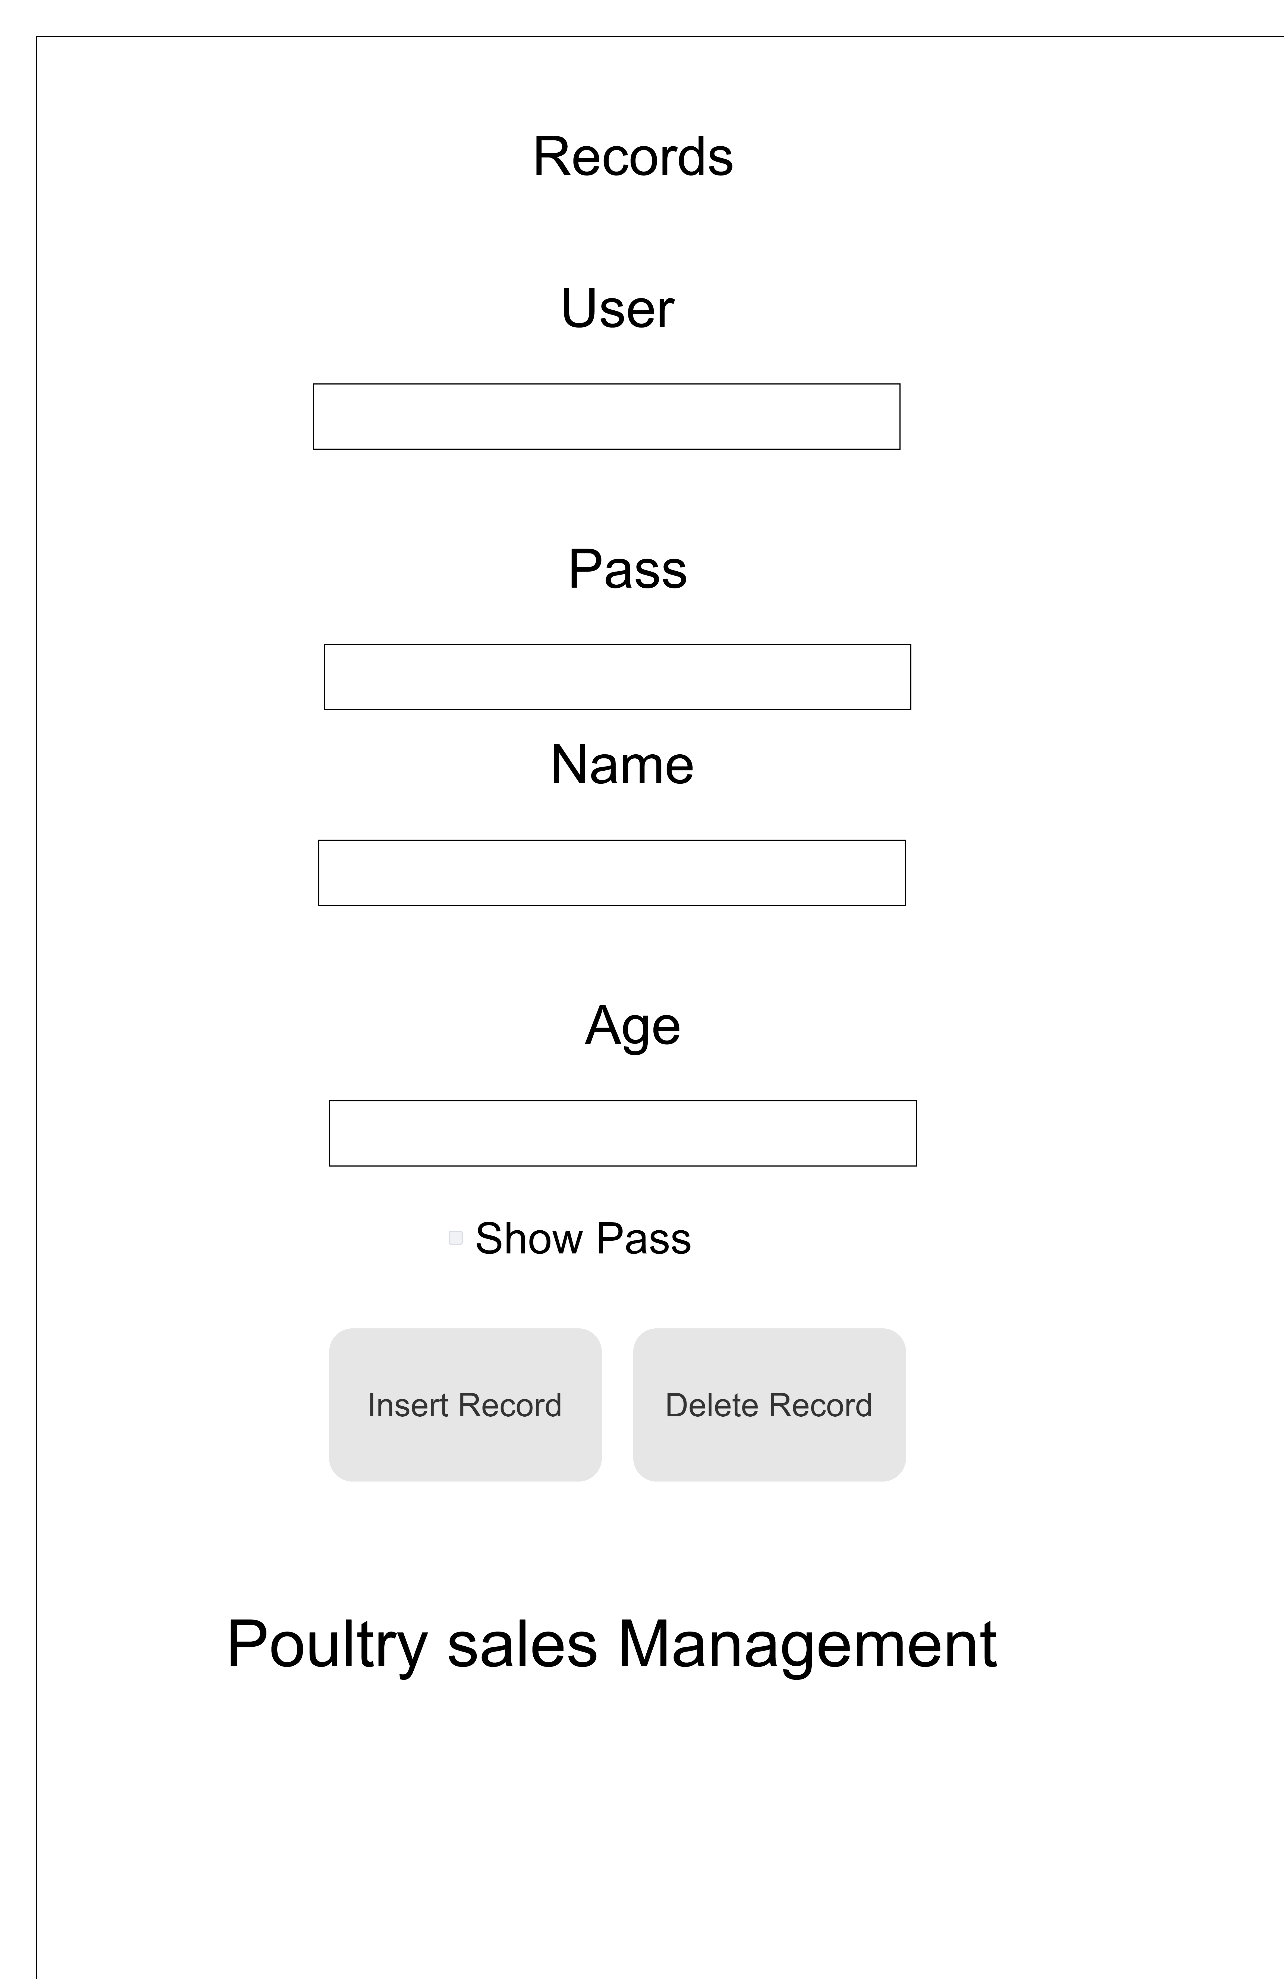 Records
User
Pass
Name
Age
Show Pass
Insert Record Delete Record
Poultry sales Management